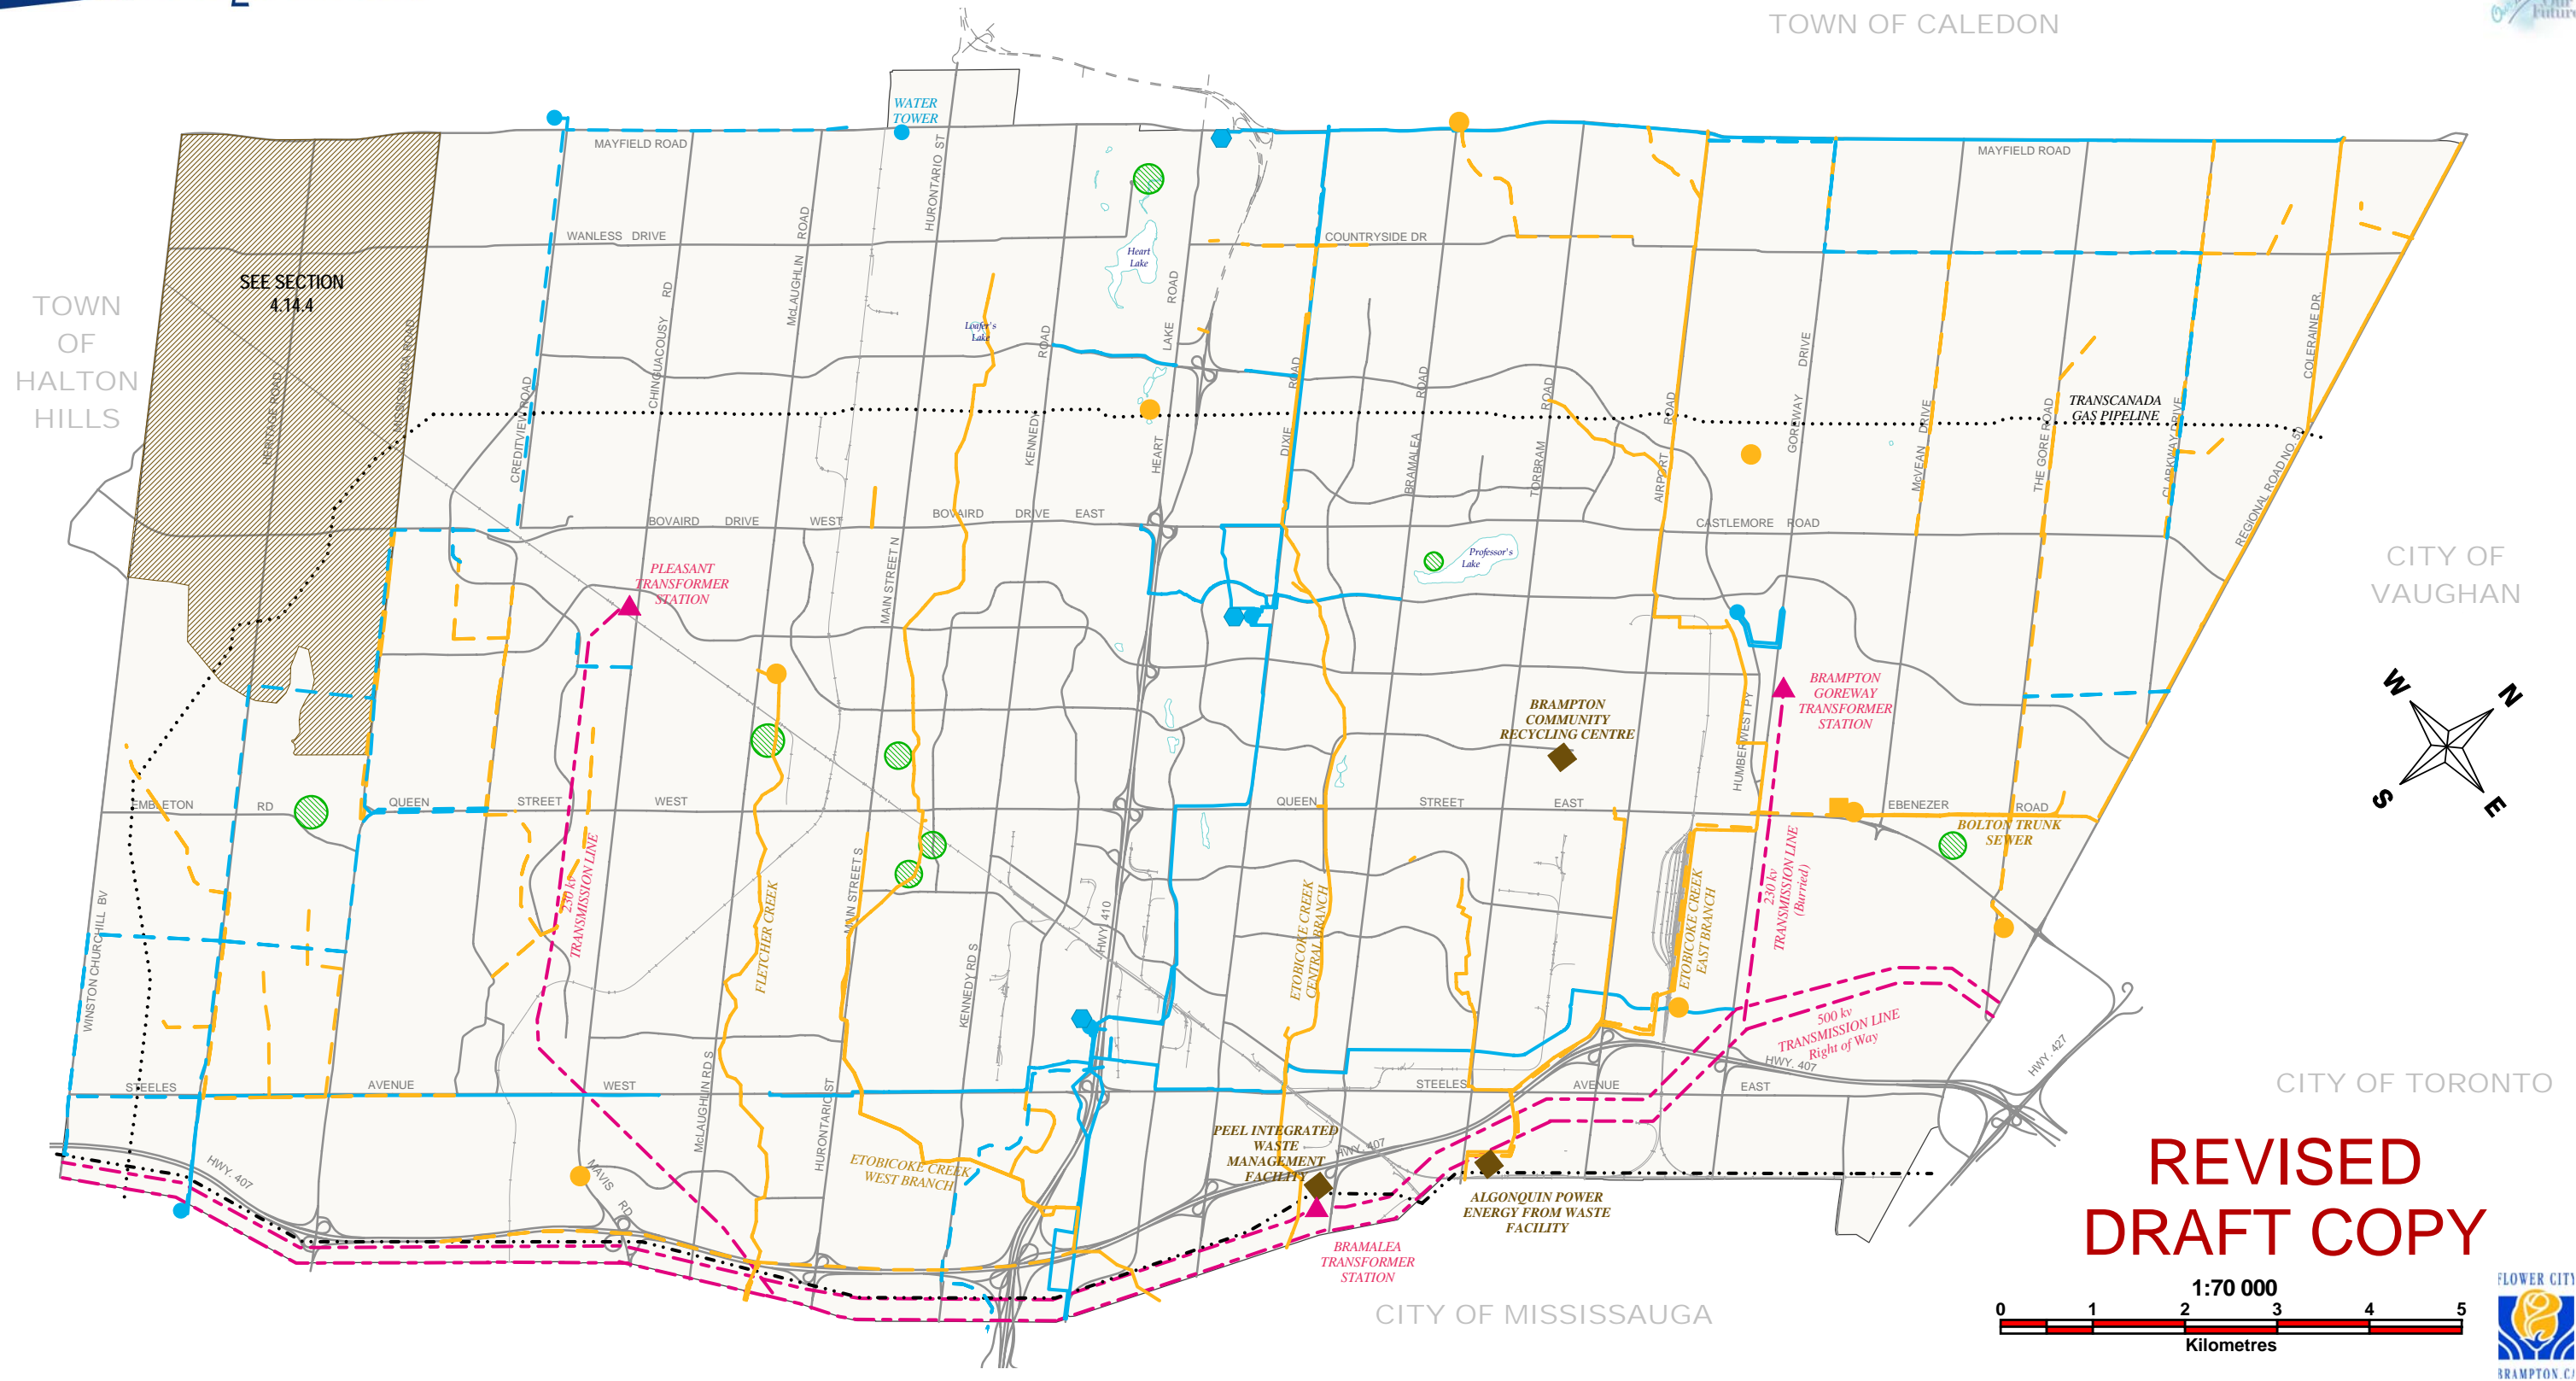 TOWN OF CALEDON
Our
Future
WATER
TOWER
MAYFIELD ROAD
MAYFIELD ROAD
HURONTARIO ST
WANLESS DRIVE
COUNTRYSIDE DR
McLAUGHLIN ROAD
Heart
Lake
SEE SECTION
4.14.4
TOWN
OF
HALTON
HILLS
Loafer's
Lake
CHINGUACOUSY RD
HERITAGE ROAD
MISSISSAUGA ROAD
CREDITVIEW ROAD
KENNEDY ROAD
HEART LAKE ROAD
DIXIE ROAD
BRAMALEA ROAD
TORBRAM ROAD
AIRPORT ROAD
GOREWAY DRIVE
McVEAN DRIVE
THE GORE ROAD
CLARKWAY DRIVE
COLERAINE DR.
REGIONAL ROAD NO. 50
TRANSCANADA
GAS PIPELINE
BOVAIRD DRIVE WEST
BOVAIRD DRIVE EAST
CASTLEMORE ROAD
Professor's
Lake
CITY OF
VAUGHAN
PLEASANT
TRANSFORMER
STATION
MAIN STREET N
BRAMPTON
GOREWAY
TRANSFORMER
STATION
BRAMPTON
COMMUNITY
RECYCLING CENTRE
HUMBERWEST PY
W
N
S
E
EMBLETON RD
QUEEN STREET WEST
QUEEN STREET EAST
EBENEZER ROAD
BOLTON TRUNK
SEWER
230 kv
TRANSMISSION LINE
230 kv
TRANSMISSION LINE
(Burried)
WINSTON CHURCHILL BV
FLETCHER CREEK
MAIN STREET S
HWY. 410
KENNEDY RD S
ETOBICOKE CREEK
CENTRAL BRANCH
ETOBICOKE CREEK
EAST BRANCH
500 kv
TRANSMISSION LINE
Right of Way
HWY. 407
HWY. 427
CITY OF TORONTO
STEELES AVENUE WEST
STEELES AVENUE EAST
McLAUGHLIN RD S
HURONTARIO ST
PEEL INTEGRATED
WASTE
MANAGEMENT
FACILITY
HWY. 407
HWY. 407
MAVIS RD
ETOBICOKE CREEK
WEST BRANCH
ALGONQUIN POWER
ENERGY FROM WASTE
FACILITY
BRAMALEA
TRANSFORMER
STATION
CITY OF MISSISSAUGA
REVISED
DRAFT COPY
1:70 000
0 1 2 3 4 5
Kilometres
FLOWER CITY
BRAMPTON.CA